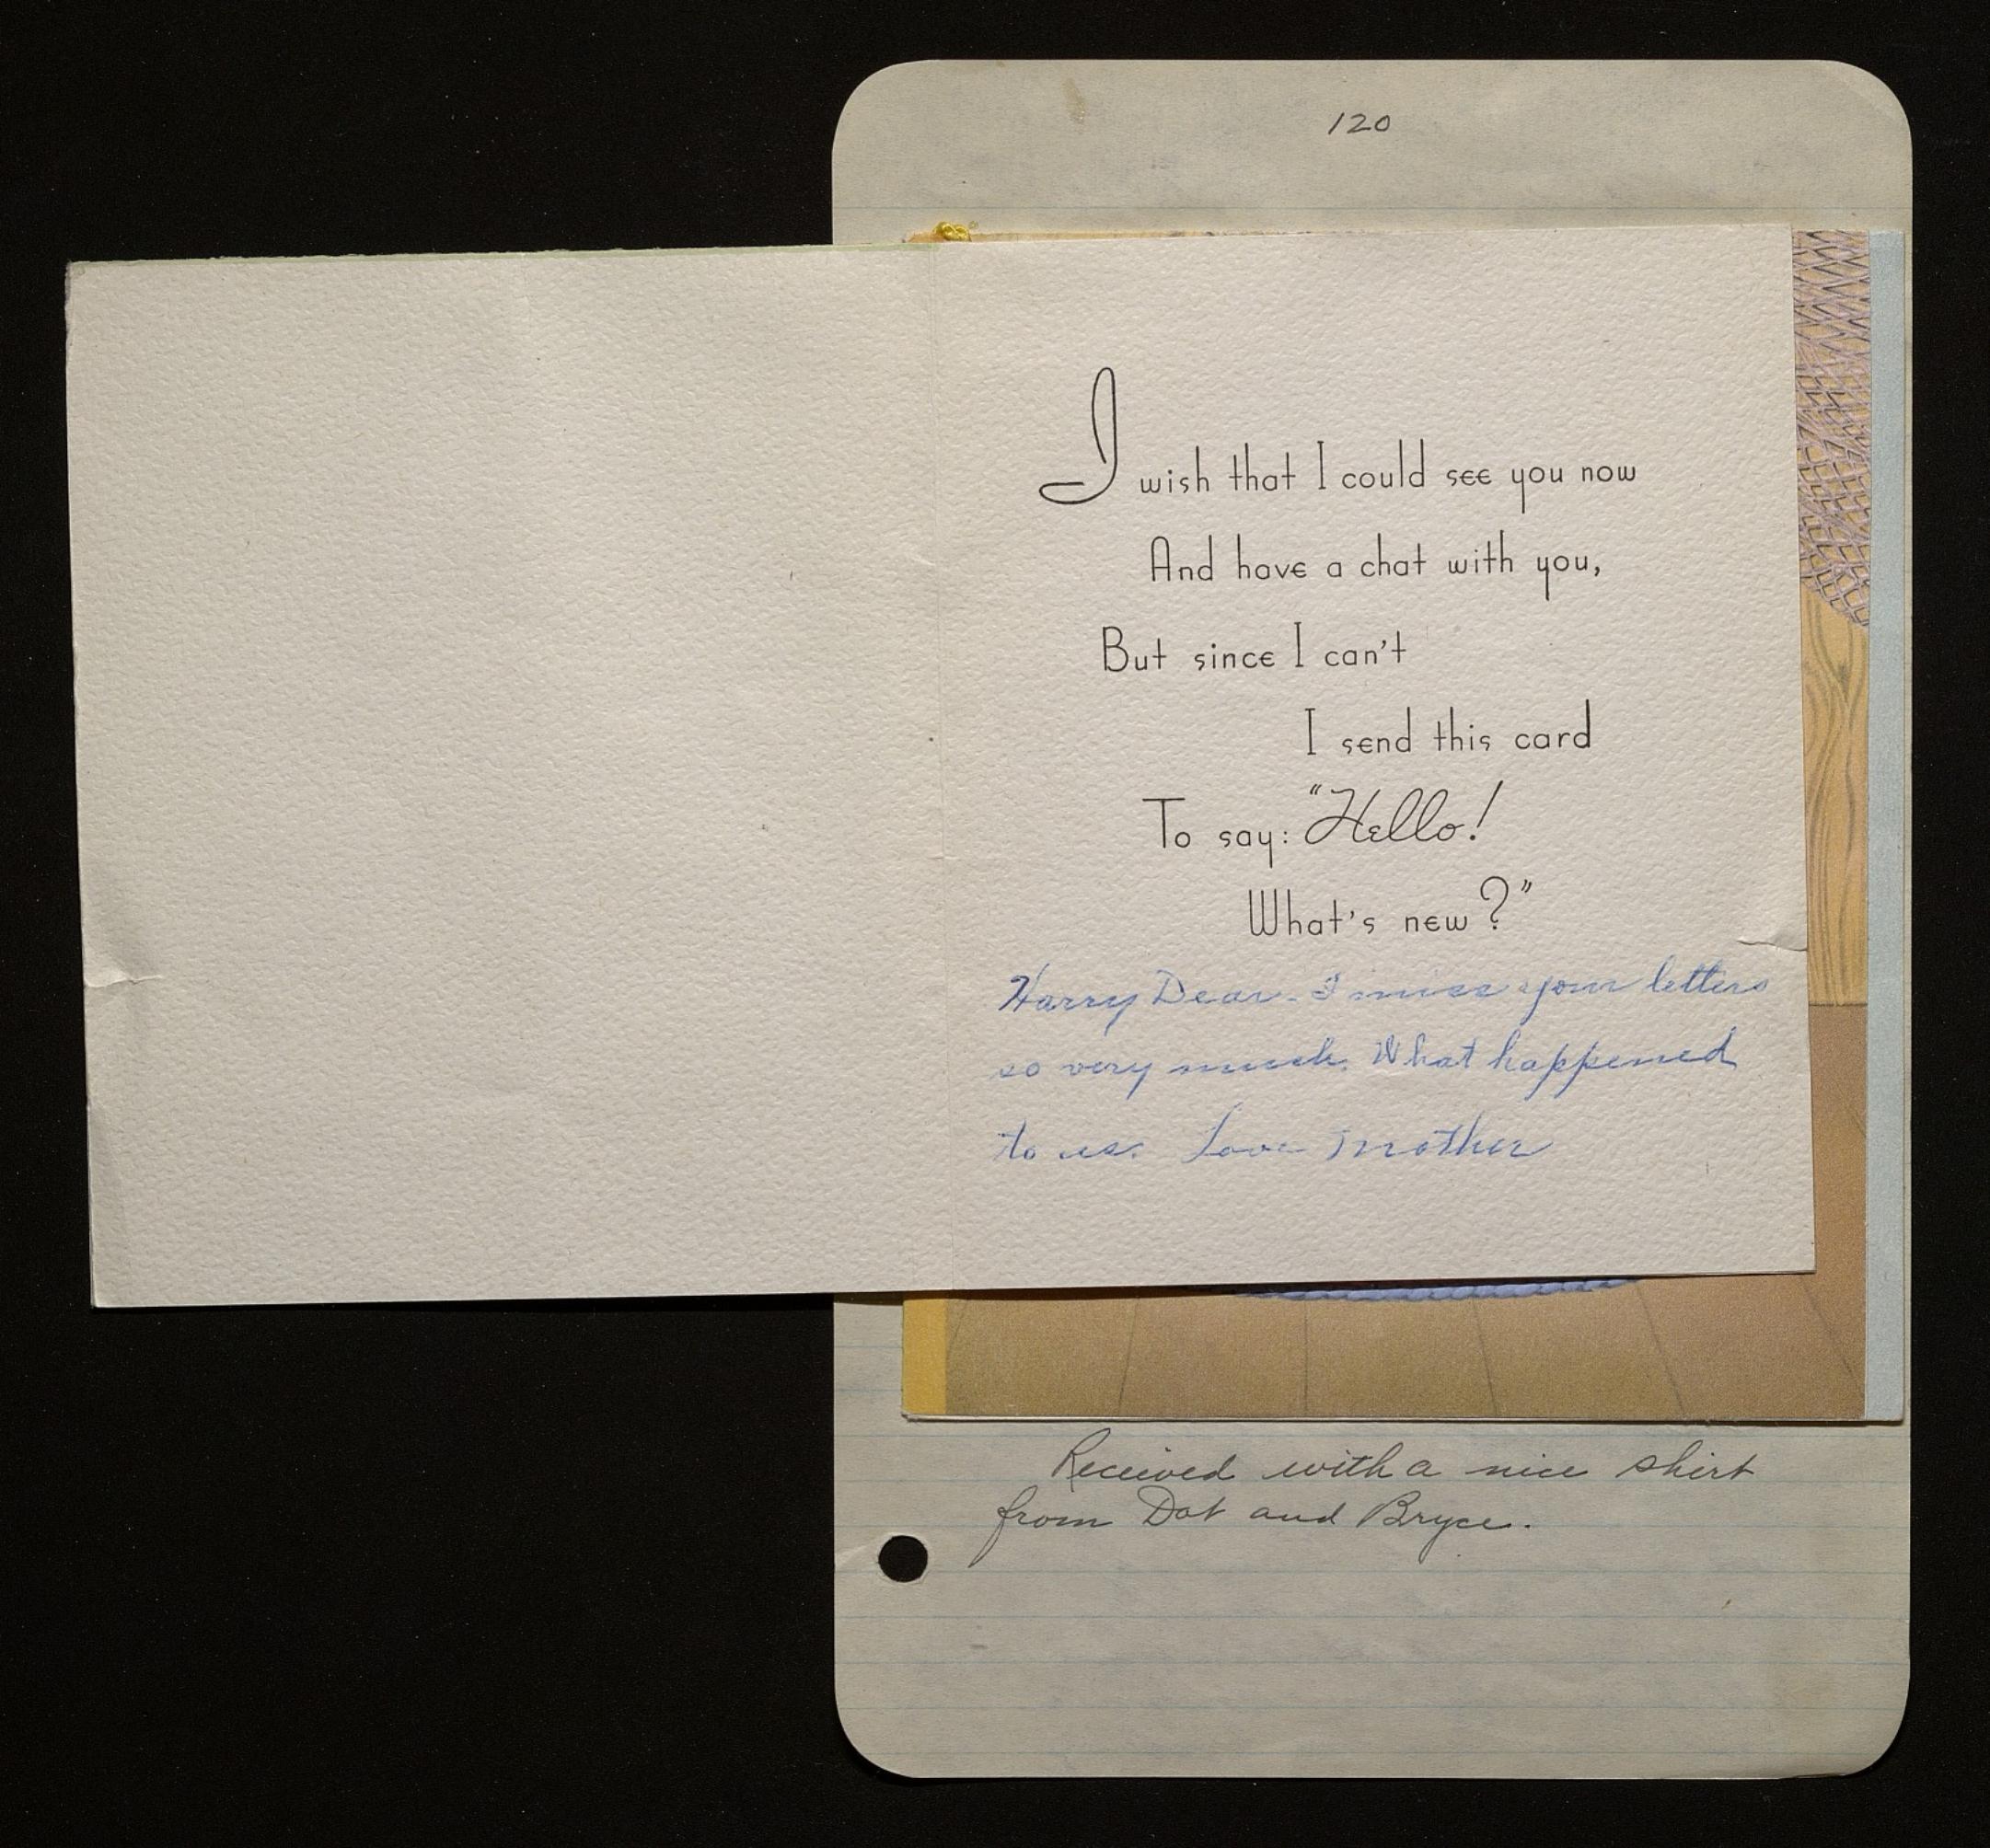 120
I wish that I could see you now
And have a chat with you,
But since I can't
I send this card
To say: "Hello!
What's new?"
Harry Dear - I miss your letters
so very much. What happened
to us. Love Mother
Received with a nice shirt
from Dot and Bryce.